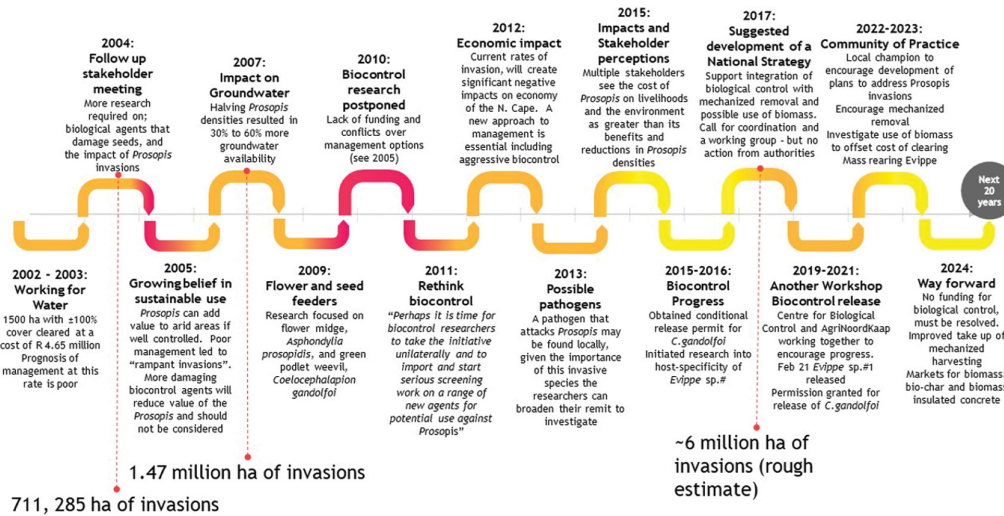 2004:
Follow up
stakeholder
meeting
More research
required on;
biological agents that
damage seeds, and
the impact of Prosopis
invasions
2007:
Impact on
Groundwater
Halving Prosopis
densities resulted in
30% to 60% more
groundwater
availability
2010:
Biocontrol
research
postponed
Lack of funding and
conflicts over
management options
(see 2005)
2012:
Economic impact
Current rates of
invasion, will create
significant negative
impacts on economy
of the N. Cape. A
new approach to
management is
essential including
aggressive biocontrol
2015:
Impacts and
Stakeholder
perceptions
Multiple stakeholders
see the cost of
Prosopis on livelihoods
and the environment
as greater than its
benefits and
reductions in Prosopis
densities
2017:
Suggested
development of a
National Strategy
Support integration of
biological control with
mechanized removal and
possible use of biomass.
Call for coordination and
a working group - but no
action from authorities
2022-2023:
Community of Practice
Local champion to
encourage development of
plans to address Prosopis
invasions
Encourage mechanized
removal
Investigate use of biomass
to offset cost of clearing
Mass rearing Evippe
Next
20
years
2002 - 2003:
Working for
Water
1500 ha with ±100%
cover cleared at a
cost of R 4.65 million
Prognosis of
management at this
rate is poor
2005:
Growing belief in
sustainable use
Prosopis can add
value to arid areas if
well controlled. Poor
management led to
"rampant invasions".
More damaging
biocontrol agents will
reduce value of the
Prosopis and should
not be considered
2009:
Flower and seed
feeders
Research focused on
flower midge,
Asphondylia
prosopidis, and green
podlet weevil,
Coelocephalapion
gandolfoi
2011:
Rethink
biocontrol
"Perhaps it is time for
biocontrol researchers
to take the initiative
unilaterally and to
import and start
serious screening
work on a range of
new agents for
potential use against
Prosopis"
2013:
Possible
pathogens
A pathogen that
attacks Prosopis may
be found locally,
given the importance
of this invasive
species the
researchers can
broaden their remit to
investigate
2015-2016:
Biocontrol
Progress
Obtained conditional
release permit for
C.gandolfoi
Initiated research into
host-specificity of
Evippe sp.#
2019-2021:
Another Workshop
Biocontrol release
Centre for Biological
Control and AgriNoordKaap
working together to
encourage progress.
Feb 21 Evippe sp.#1
released
Permission granted for
release of C.gandolfoi
2024:
Way forward
No funding for
biological control,
must be resolved.
Improved take up of
mechanized
harvesting
Markets for biomass:
bio-char and biomass
insulated concrete
711, 285 ha of invasions
1.47 million ha of invasions
~6 million ha of
invasions (rough
estimate)